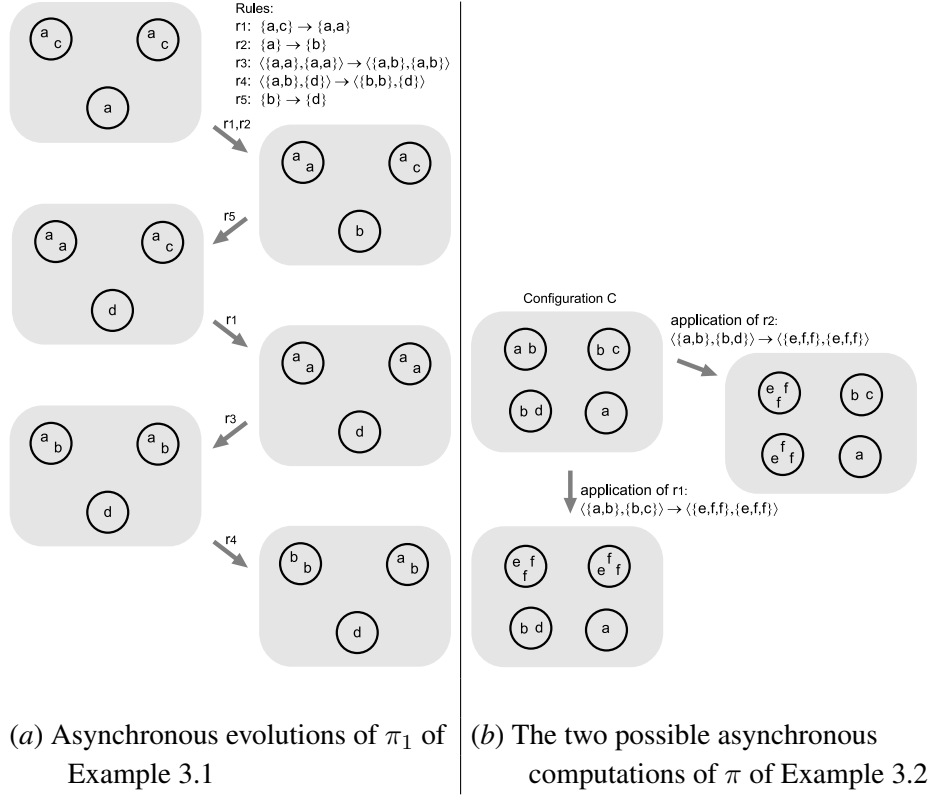 Rules:
r1: {a,c} → {a,a}
r2: {a} → {b}
r3: ⟨{a,a},{a,a}⟩ → ⟨{a,b},{a,b}⟩
r4: ⟨{a,b},{d}⟩ → ⟨{b,b},{d}⟩
r5: {b} → {d}
a c
a c
a
r1,r2
a a
a c
b
r5
a a
a c
d
r1
a a
a a
d
r3
a b
a b
d
r4
b b
a b
d
(a) Asynchronous evolutions of π1 of
Example 3.1
Configuration C
a b
b c
b d
a
application of r2:
⟨{a,b},{b,d}⟩ → ⟨{e,f,f},{e,f,f}⟩
e f
f
b c
f
e f
a
application of r1:
⟨{a,b},{b,c}⟩ → ⟨{e,f,f},{e,f,f}⟩
e f
f
f
e f
b d
a
(b) The two possible asynchronous
computations of π of Example 3.2